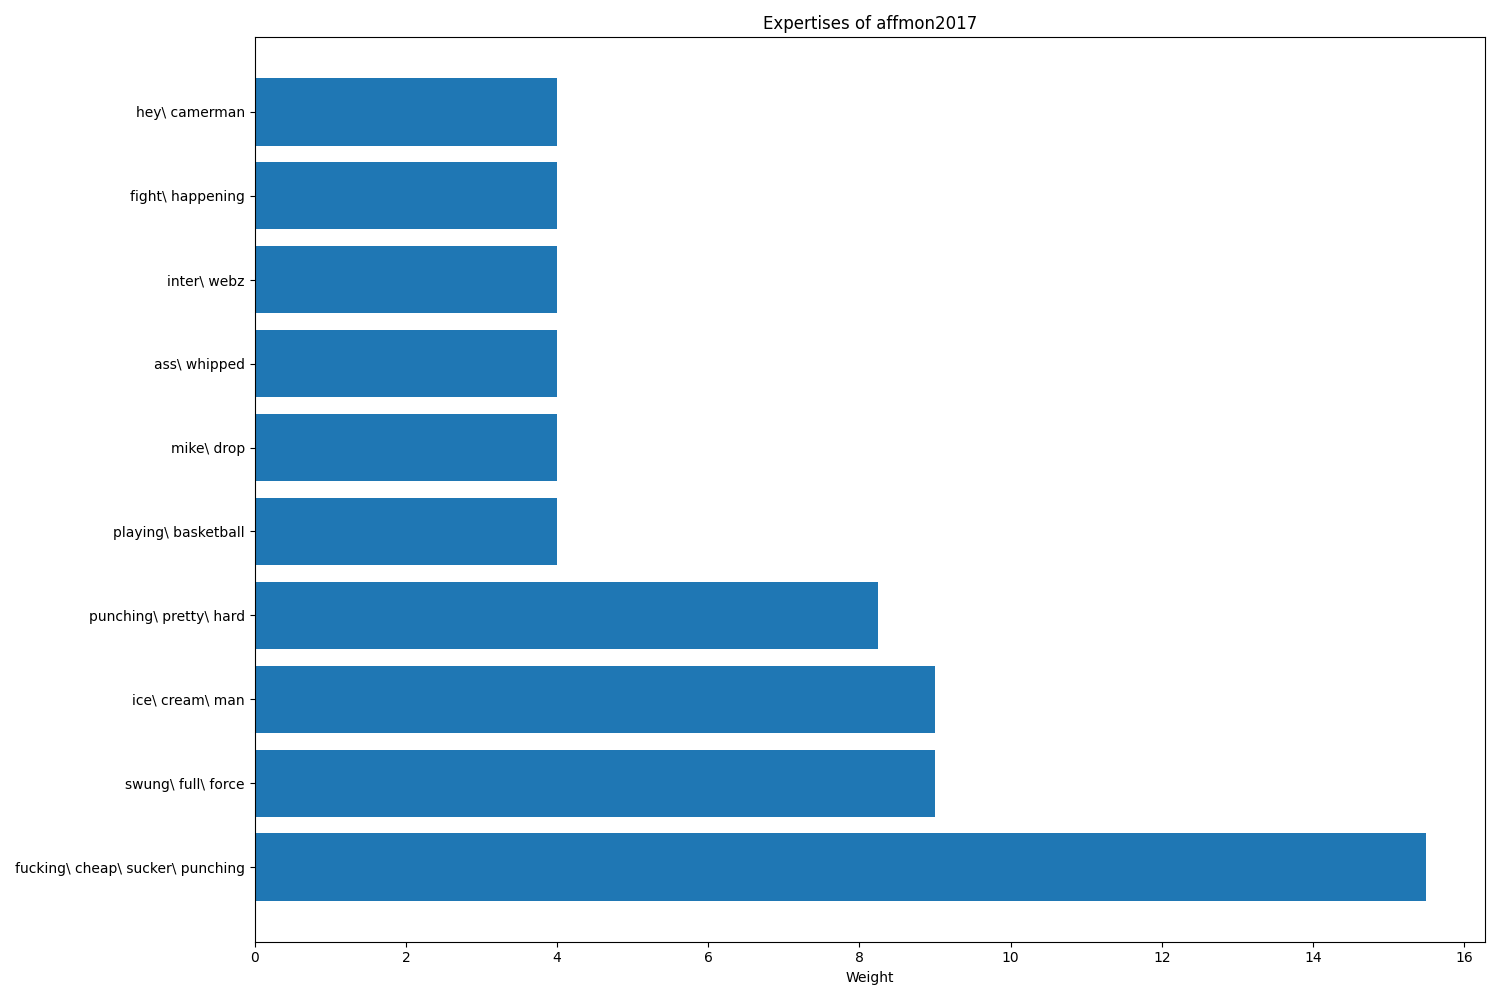 Expertises of affmon2017
hey\ camerman
fight\ happening
inter\ webz
ass\ whipped
mike\ drop
playing\ basketball
punching\ pretty\ hard
ice\ cream\ man
swung\ full\ force
fucking\ cheap\ sucker\ punching
0 2 4 6 8 10 12 14 16
Weight